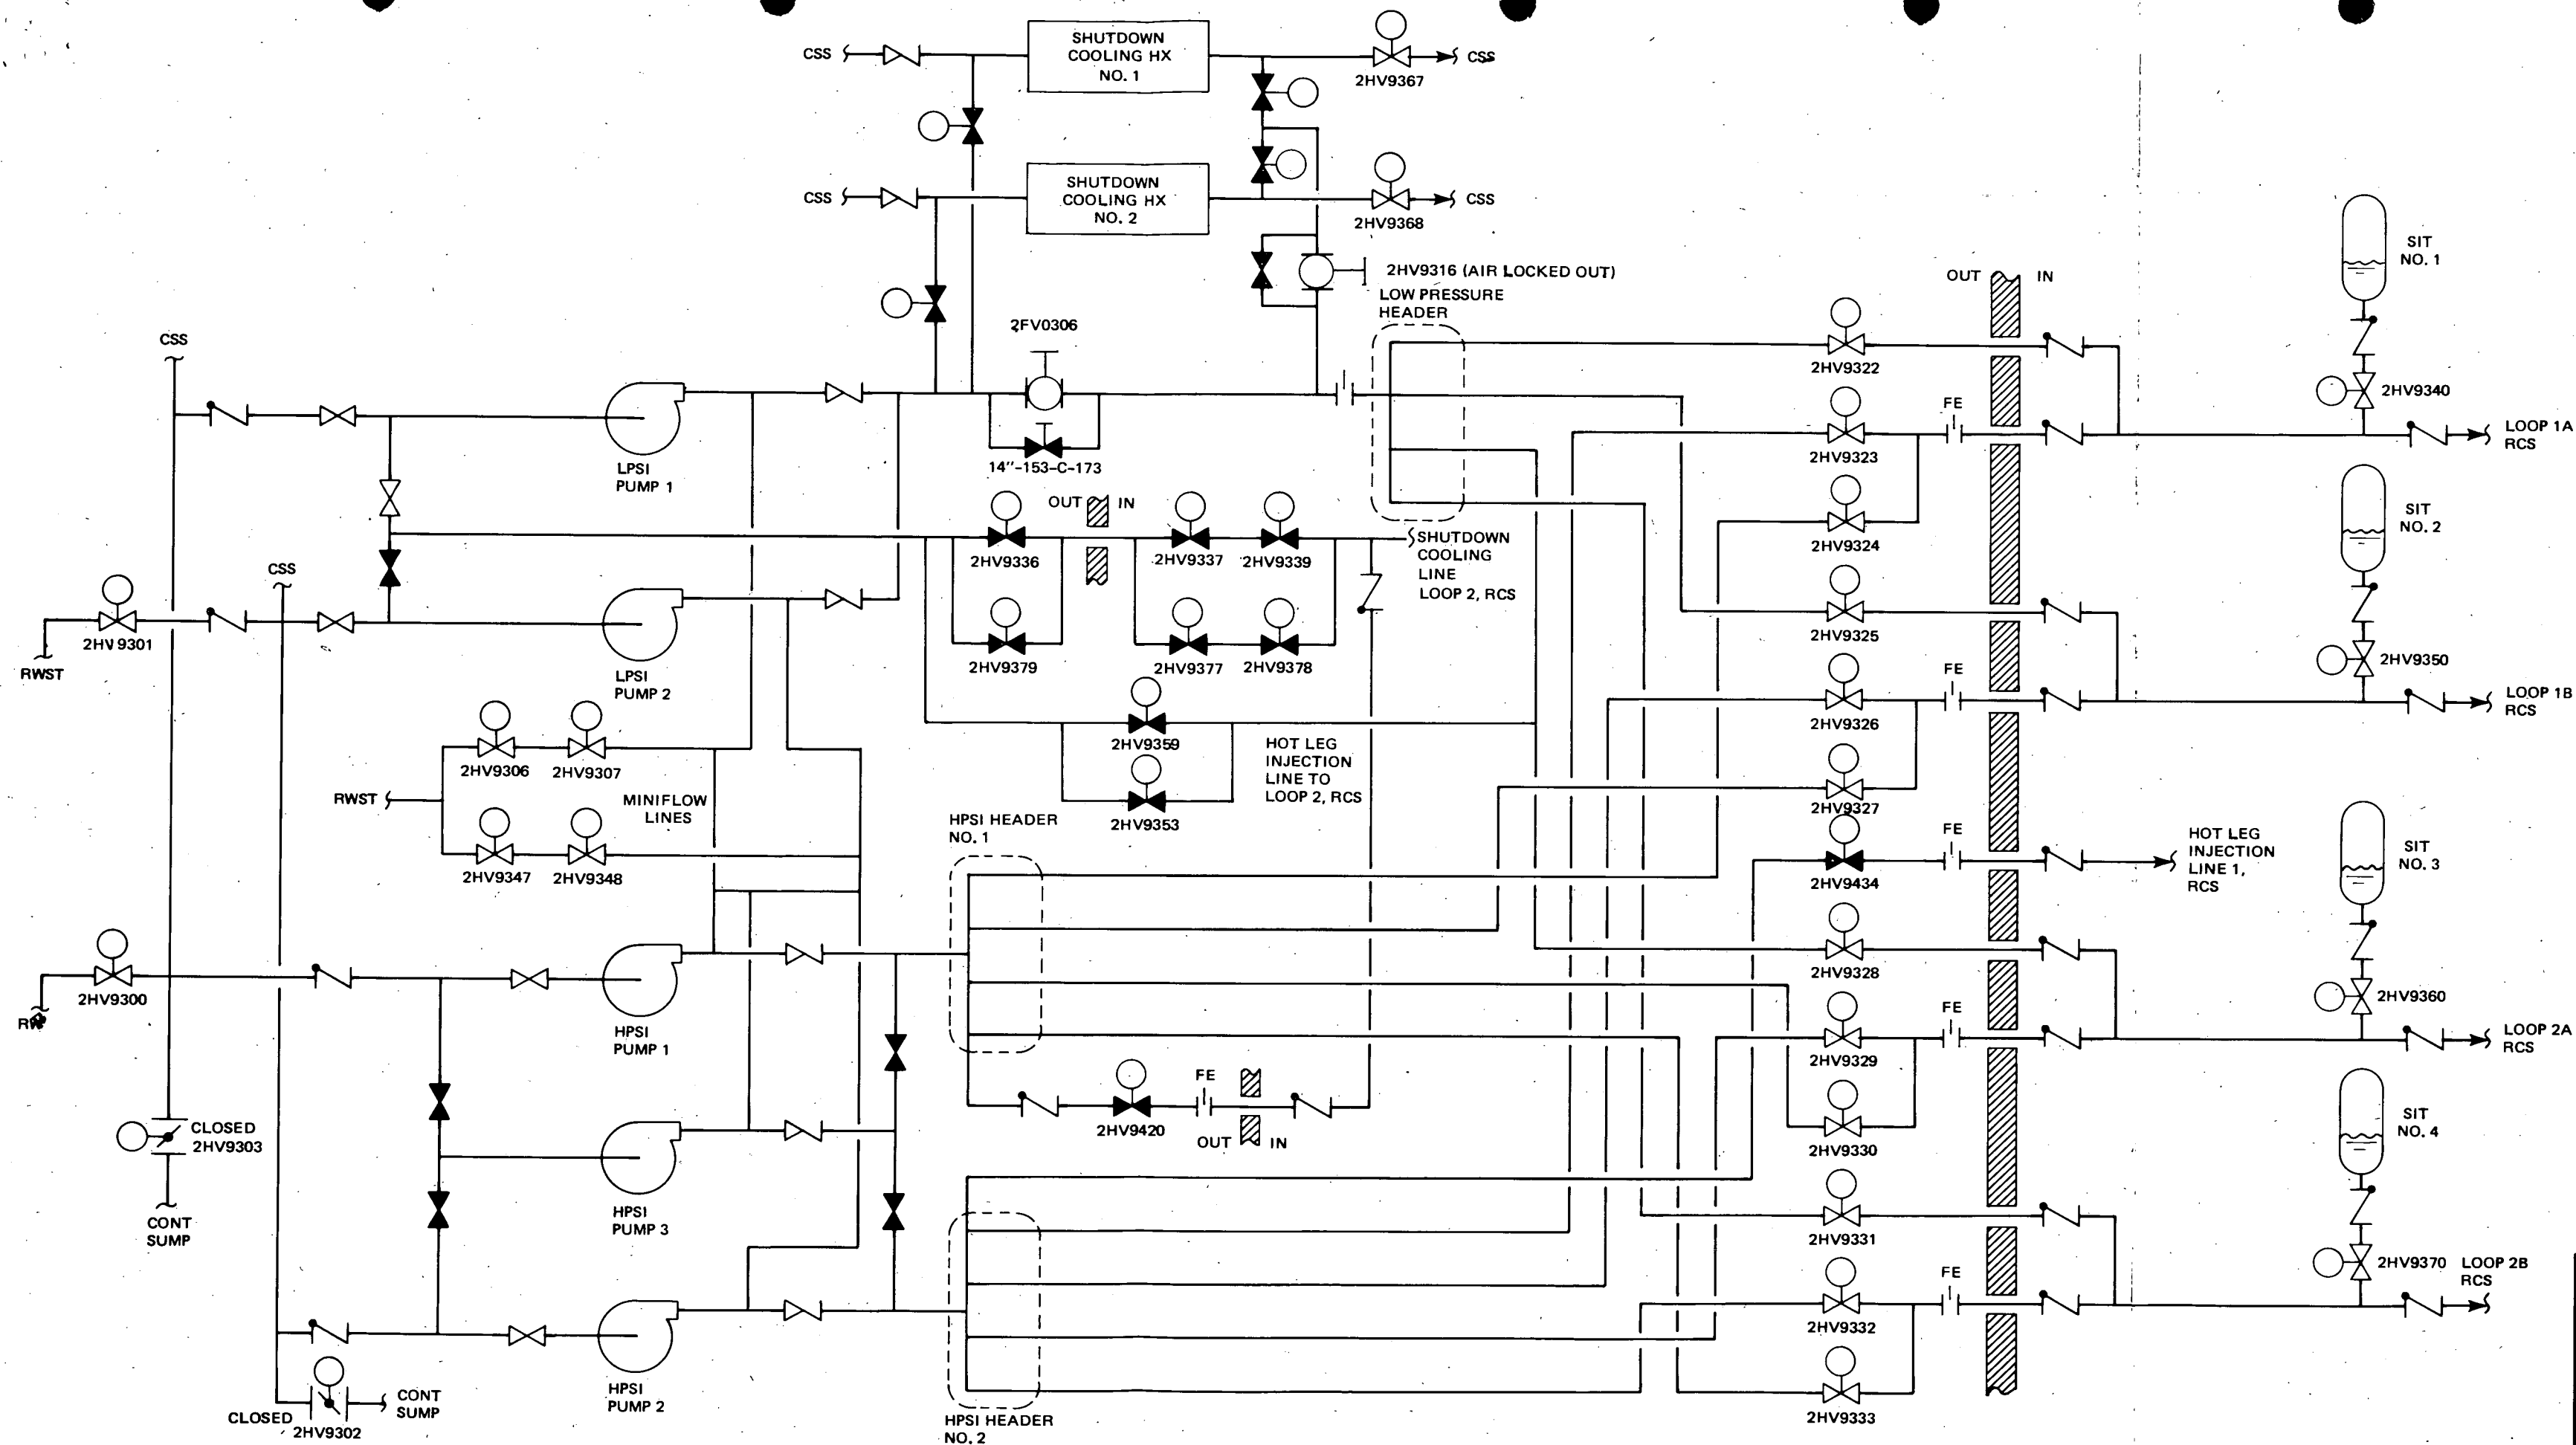 SHUTDOWN
COOLING HX
NO. 1
CSS
CSS
2HV9367
SHUTDOWN
COOLING HX
NO. 2
CSS
CSS
2HV9368
2HV9316 (AIR LOCKED OUT)
LOW PRESSURE
HEADER
2FV0306
14"-153-C-173
CSS
CSS
LPSI
PUMP 1
LPSI
PUMP 2
2HV9301
RWST
OUT
IN
2HV9336
2HV9337
2HV9339
2HV9379
2HV9377
2HV9378
SHUTDOWN
COOLING
LINE
LOOP 2, RCS
2HV9359
2HV9353
HOT LEG
INJECTION
LINE TO
LOOP 2, RCS
2HV9306
2HV9307
RWST
MINIFLOW
LINES
2HV9347
2HV9348
HPSI HEADER
NO. 1
2HV9300
HPSI
PUMP 1
CLOSED
2HV9303
CONT
SUMP
HPSI
PUMP 3
2HV9420
FE
OUT
IN
HPSI
PUMP 2
CLOSED
2HV9302
CONT
SUMP
HPSI HEADER
NO. 2
OUT
IN
2HV9322
2HV9323
FE
2HV9324
2HV9325
2HV9326
FE
2HV9327
2HV9434
FE
HOT LEG
INJECTION
LINE 1,
RCS
2HV9328
2HV9329
FE
2HV9330
2HV9331
2HV9332
FE
2HV9333
SIT
NO. 1
2HV9340
LOOP 1A
RCS
SIT
NO. 2
2HV9350
LOOP 1B
RCS
SIT
NO. 3
2HV9360
LOOP 2A
RCS
SIT
NO. 4
2HV9370
LOOP 2B
RCS